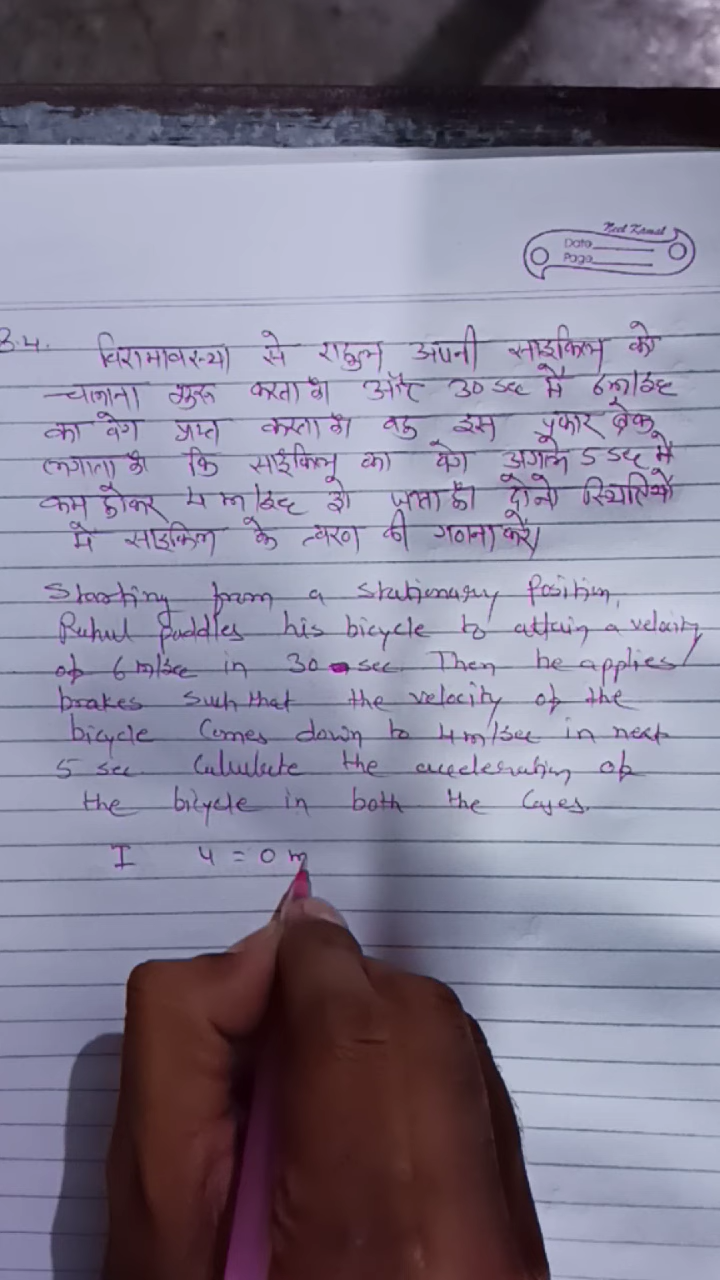 Neel Kamal
Date
Page
3.4. विरामावस्था से राहुल अपनी साइकिल को
चलाना शुरू करता है और 30 sec में 6m/sec
का वेग प्राप्त करता है वह इस प्रकार ब्रेक
लगाता है कि साईकिल का वेग अगले 5 sec में
कम होकर 4 m/sec हो जाता है। दोनो स्थितियों
में साइकिल के त्वरण की गणना करें।
Starting from a stationary position,
Rahul Paddles his bicycle to attain a velocity
of 6m/sec in 30 sec. Then he applies
brakes such that the velocity of the
bicycle Comes down to 4m/sec in next
5 sec. Calculate the acceleration of
the bicycle in both the Cases.
I u = 0 m